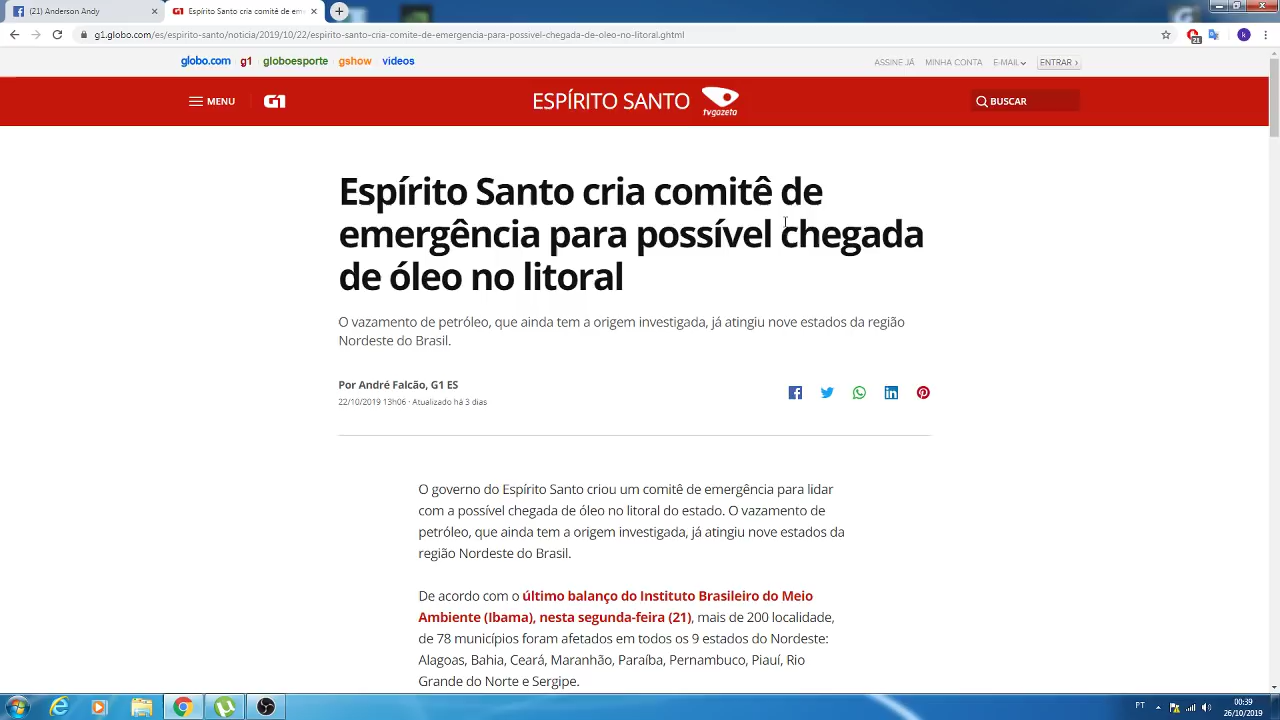 (21) Anderson Andy
Espírito Santo cria comitê de em
g1.globo.com/es/espirito-santo/noticia/2019/10/22/espirito-santo-cria-comite-de-emergencia-para-possivel-chegada-de-oleo-no-litoral.ghtml
21
k
globo.com g1 globoesporte gshow videos
ASSINE JÁ MINHA CONTA E-MAIL ENTRAR ›
MENU G1 ESPÍRITO SANTO tvgazeta BUSCAR
Espírito Santo cria comitê de
emergência para possível chegada
de óleo no litoral
O vazamento de petróleo, que ainda tem a origem investigada, já atingiu nove estados da região
Nordeste do Brasil.
Por André Falcão, G1 ES
22/10/2019 13h06 · Atualizado há 3 dias
O governo do Espírito Santo criou um comitê de emergência para lidar
com a possível chegada de óleo no litoral do estado. O vazamento de
petróleo, que ainda tem a origem investigada, já atingiu nove estados da
região Nordeste do Brasil.
De acordo com o último balanço do Instituto Brasileiro do Meio
Ambiente (Ibama), nesta segunda-feira (21), mais de 200 localidade,
de 78 municípios foram afetados em todos os 9 estados do Nordeste:
Alagoas, Bahia, Ceará, Maranhão, Paraíba, Pernambuco, Piauí, Rio
Grande do Norte e Sergipe.
PT
00:39
26/10/2019